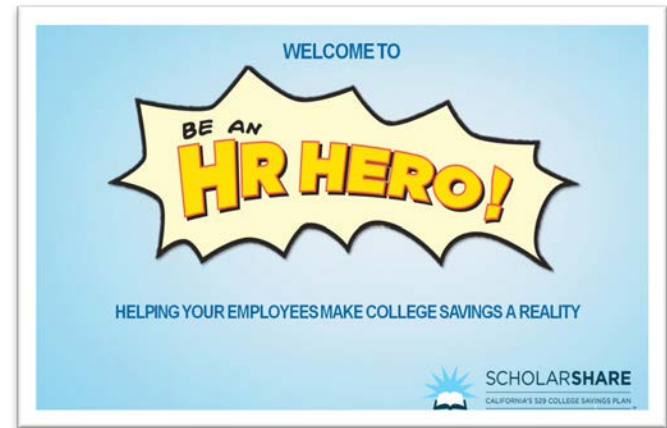 WELCOME TO
BE AN
HR HERO!
HELPING YOUR EMPLOYEES MAKE COLLEGE SAVINGS A REALITY
SCHOLARSHARE
CALIFORNIA'S 529 COLLEGE SAVINGS PLAN